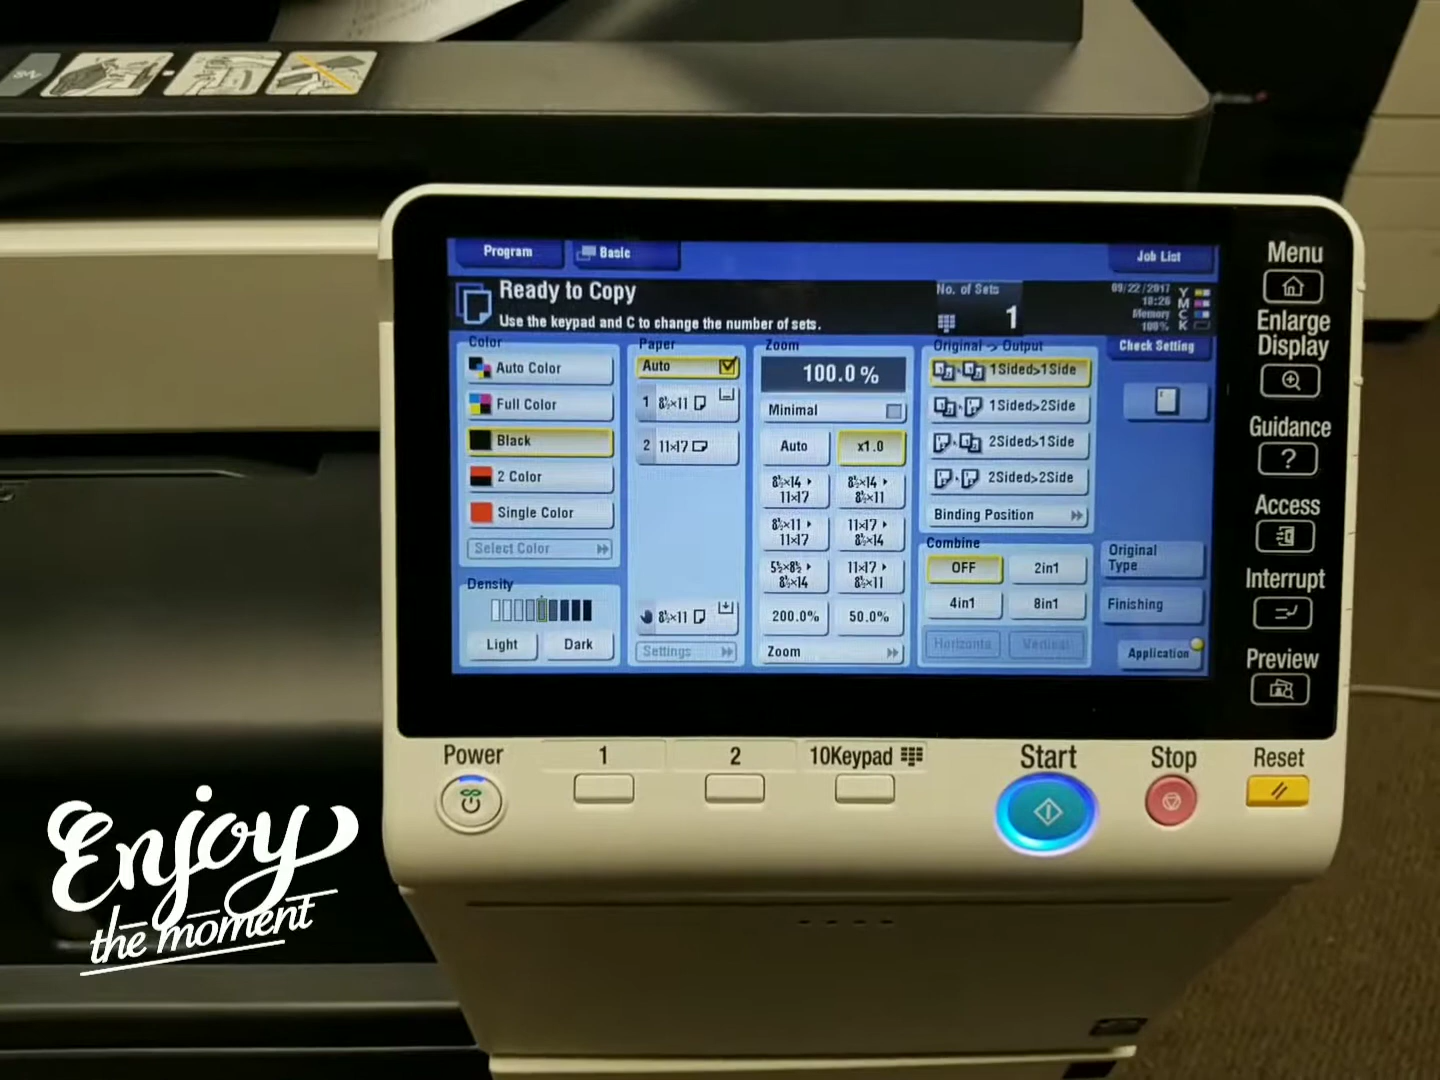 Program
Basic
Job List
Ready to Copy
Use the keypad and C to change the number of sets.
No. of Sets
1
09/22/2017
18:26
Memory
100%
Y
M
C
K
Color
Auto Color
Full Color
Black
2 Color
Single Color
Select Color
Density
Light
Dark
Paper
Auto
1 8½×11
2 11×17
8½×11
Settings
Zoom
100.0 %
Minimal
Auto
x1.0
8½×14
11×17
8½×14
8½×11
8½×11
11×17
11×17
8½×14
5½×8½
8½×14
11×17
8½×11
200.0%
50.0%
Zoom
Original -> Output
1Sided>1Side
1Sided>2Side
2Sided>1Side
2Sided>2Side
Binding Position
Combine
OFF
2in1
4in1
8in1
Horizonta
Vertical
Check Setting
Original
Type
Finishing
Application
Menu
Enlarge
Display
Guidance
?
Access
Interrupt
Preview
Power
1
2
10Keypad
Start
Stop
Reset
Enjoy
the moment